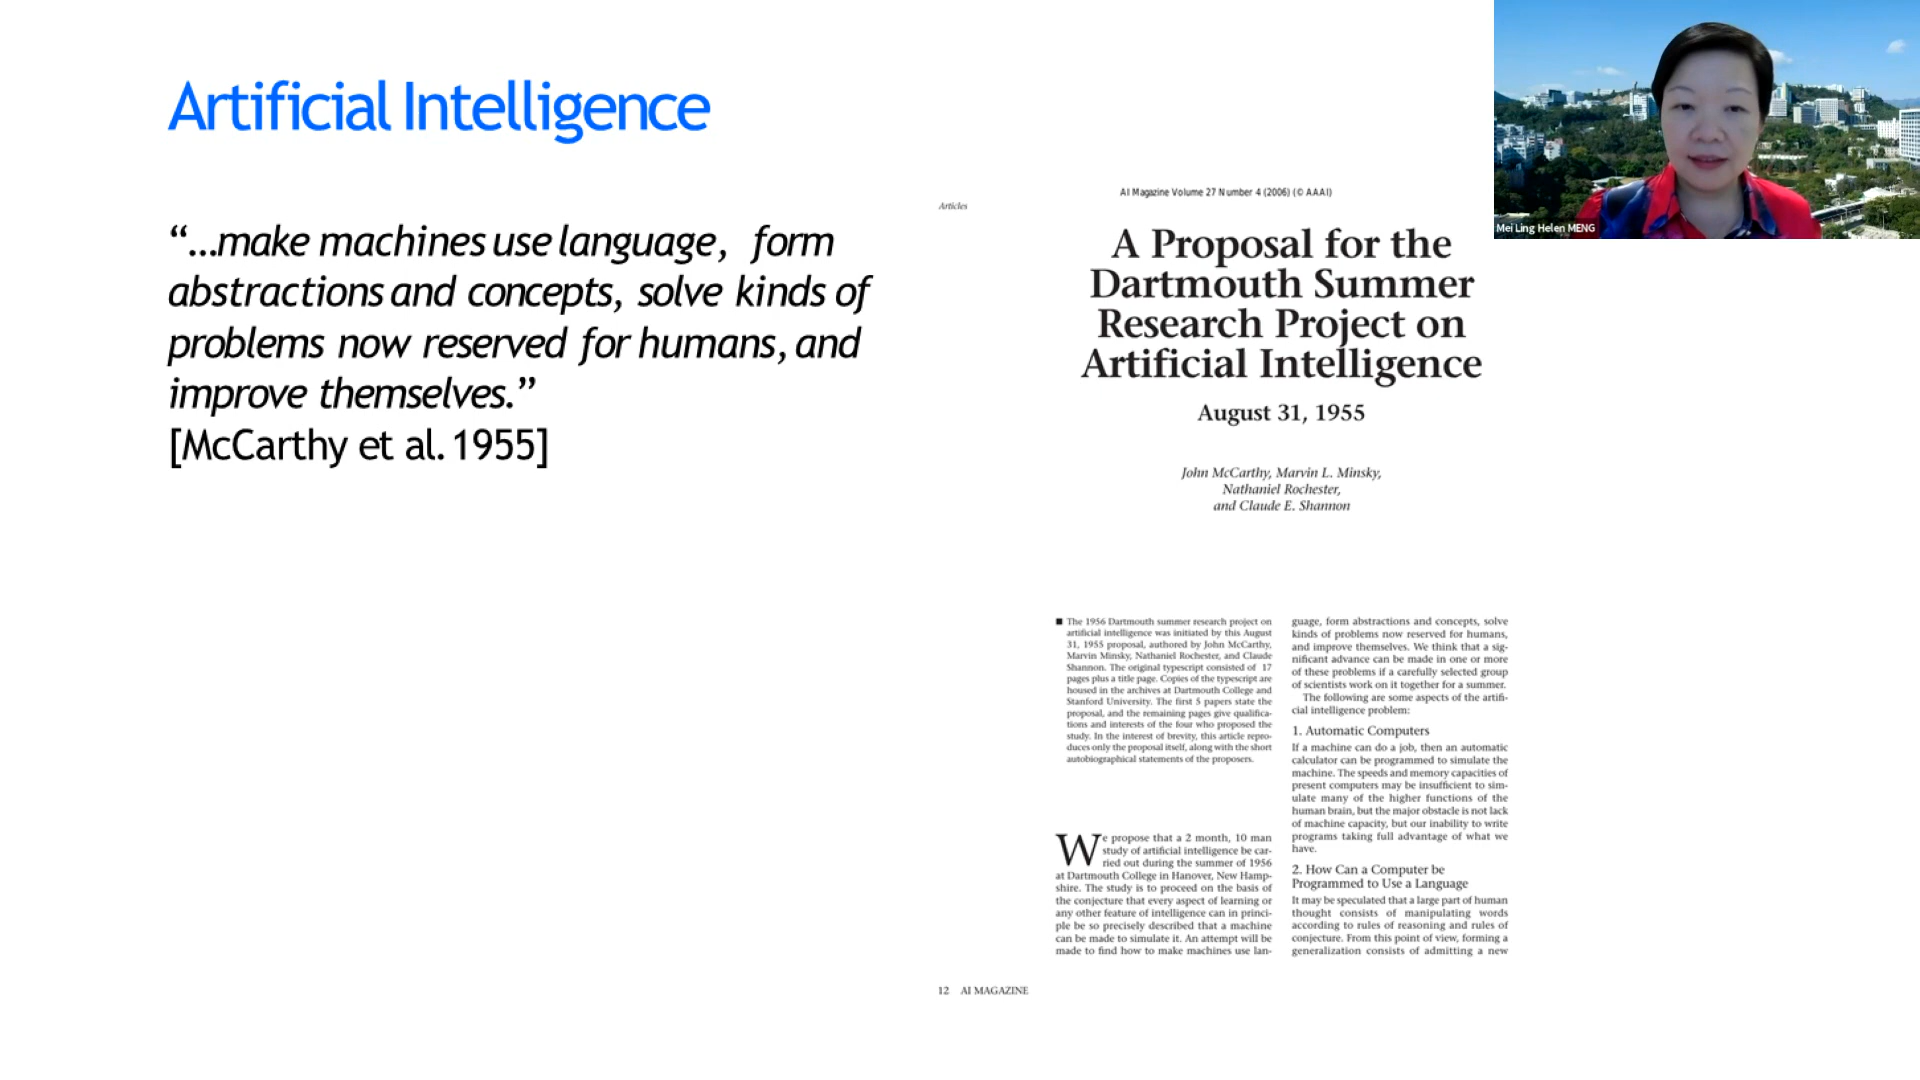 Artificial Intelligence
“…make machines use language, form
abstractions and concepts, solve kinds of
problems now reserved for humans, and
improve themselves.”
[McCarthy et al. 1955]
Mei Ling Helen MENG
AI Magazine Volume 27 Number 4 (2006) (© AAAI)
Articles
A Proposal for the
Dartmouth Summer
Research Project on
Artificial Intelligence
August 31, 1955
John McCarthy, Marvin L. Minsky,
Nathaniel Rochester,
and Claude E. Shannon
■ The 1956 Dartmouth summer research project on
artificial intelligence was initiated by this August
31, 1955 proposal, authored by John McCarthy,
Marvin Minsky, Nathaniel Rochester, and Claude
Shannon. The original typescript consisted of 17
pages plus a title page. Copies of the typescript are
housed in the archives at Dartmouth College and
Stanford University. The first 5 papers state the
proposal, and the remaining pages give qualifica-
tions and interests of the four who proposed the
study. In the interest of brevity, this article repro-
duces only the proposal itself, along with the short
autobiographical statements of the proposers.
We propose that a 2 month, 10 man
study of artificial intelligence be car-
ried out during the summer of 1956
at Dartmouth College in Hanover, New Hamp-
shire. The study is to proceed on the basis of
the conjecture that every aspect of learning or
any other feature of intelligence can in princi-
ple be so precisely described that a machine
can be made to simulate it. An attempt will be
made to find how to make machines use lan-
guage, form abstractions and concepts, solve
kinds of problems now reserved for humans,
and improve themselves. We think that a sig-
nificant advance can be made in one or more
of these problems if a carefully selected group
of scientists work on it together for a summer.
The following are some aspects of the artifi-
cial intelligence problem:
1. Automatic Computers
If a machine can do a job, then an automatic
calculator can be programmed to simulate the
machine. The speeds and memory capacities of
present computers may be insufficient to sim-
ulate many of the higher functions of the
human brain, but the major obstacle is not lack
of machine capacity, but our inability to write
programs taking full advantage of what we
have.
2. How Can a Computer be
Programmed to Use a Language
It may be speculated that a large part of human
thought consists of manipulating words
according to rules of reasoning and rules of
conjecture. From this point of view, forming a
generalization consists of admitting a new
12 AI MAGAZINE